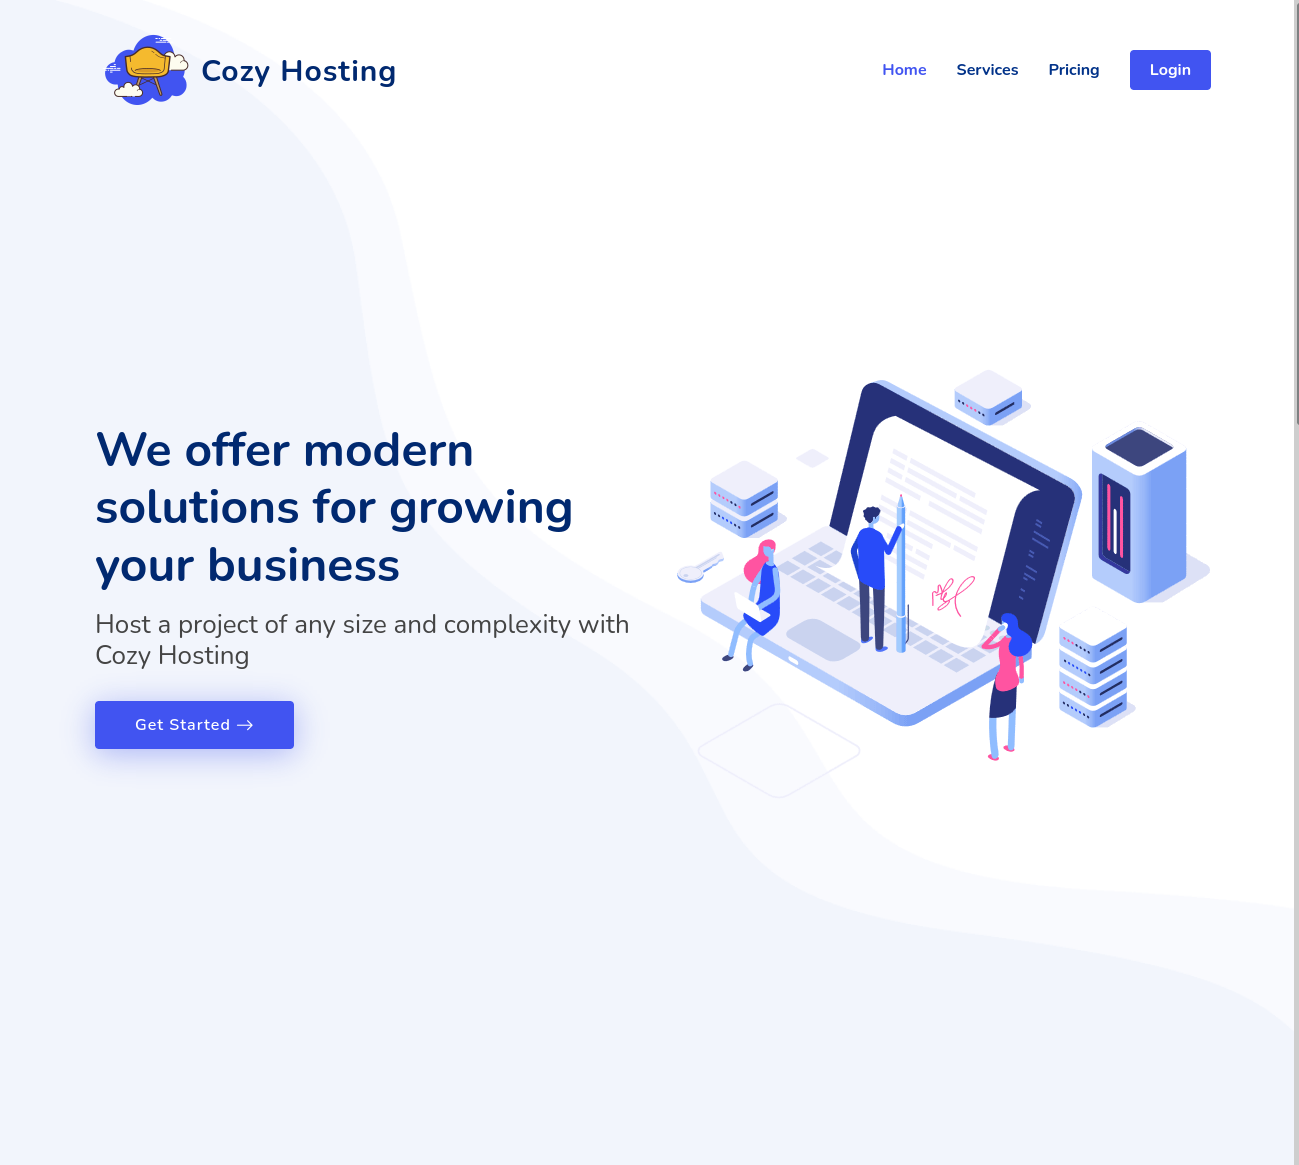 Cozy Hosting
Home Services Pricing Login
We offer modern
solutions for growing
your business
Host a project of any size and complexity with
Cozy Hosting
Get Started →